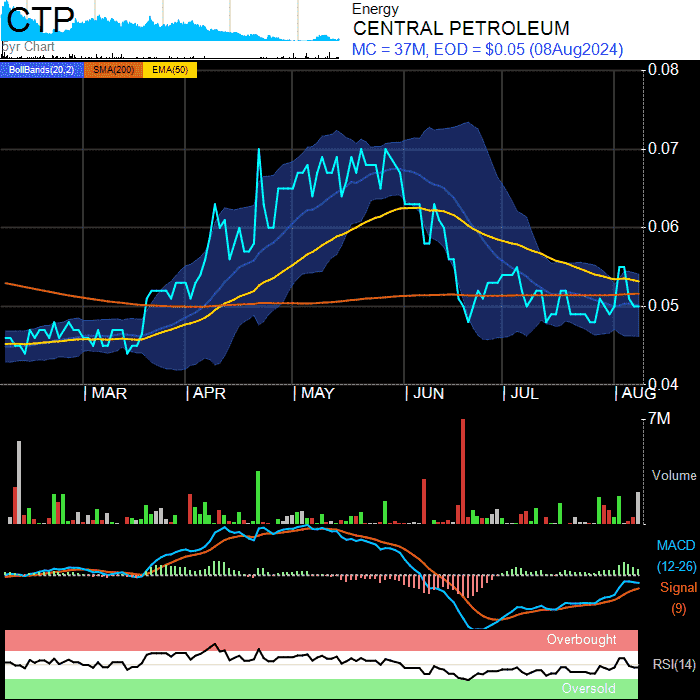 CTP
Energy
CENTRAL PETROLEUM
MC = 37M, EOD = $0.05 (08Aug2024)
5yr Chart
BollBands(20,2) SMA(200) EMA(50)
0.08
0.07
0.06
0.05
0.04
MAR APR MAY JUN JUL AUG
7M
Volume
MACD
(12-26)
Signal
(9)
Overbought
RSI(14)
Oversold